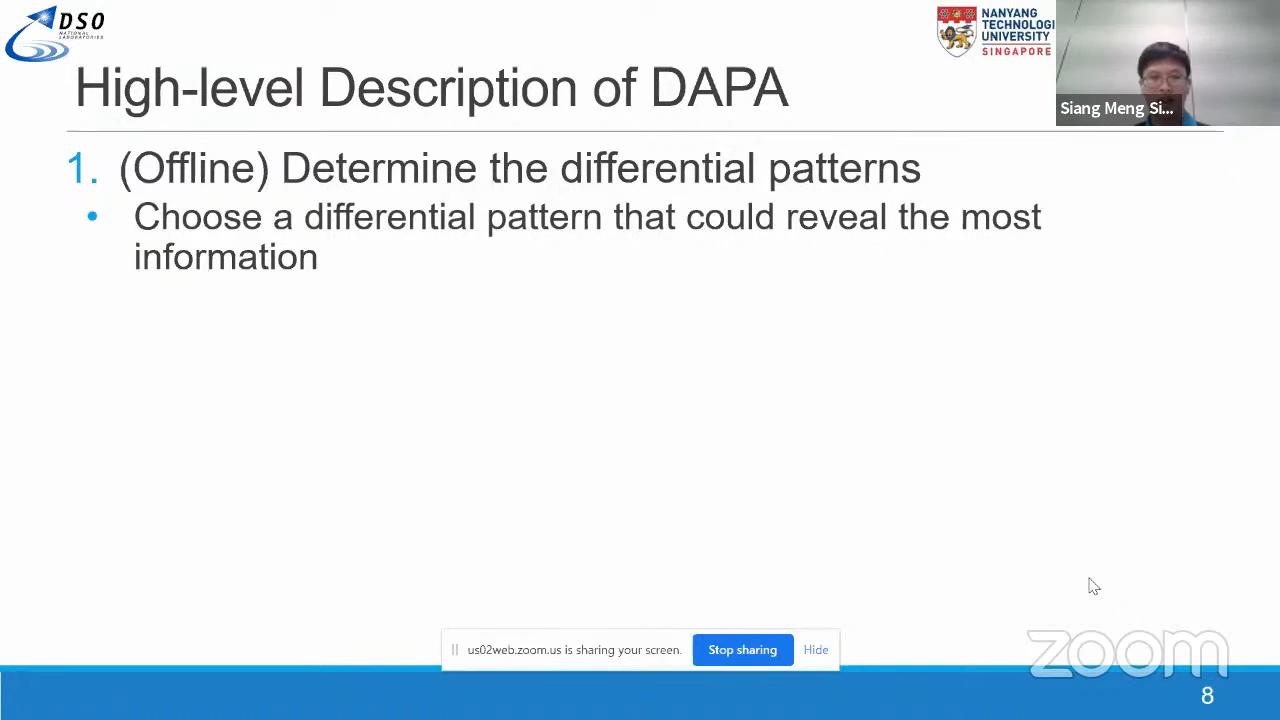 DSO
NATIONAL
LABORATORIES
NANYANG
TECHNOLOGI
UNIVERSITY
SINGAPORE
High-level Description of DAPA
Siang Meng Si...
1. (Offline) Determine the differential patterns
• Choose a differential pattern that could reveal the most
information
us02web.zoom.us is sharing your screen. Stop sharing Hide
zoom
8